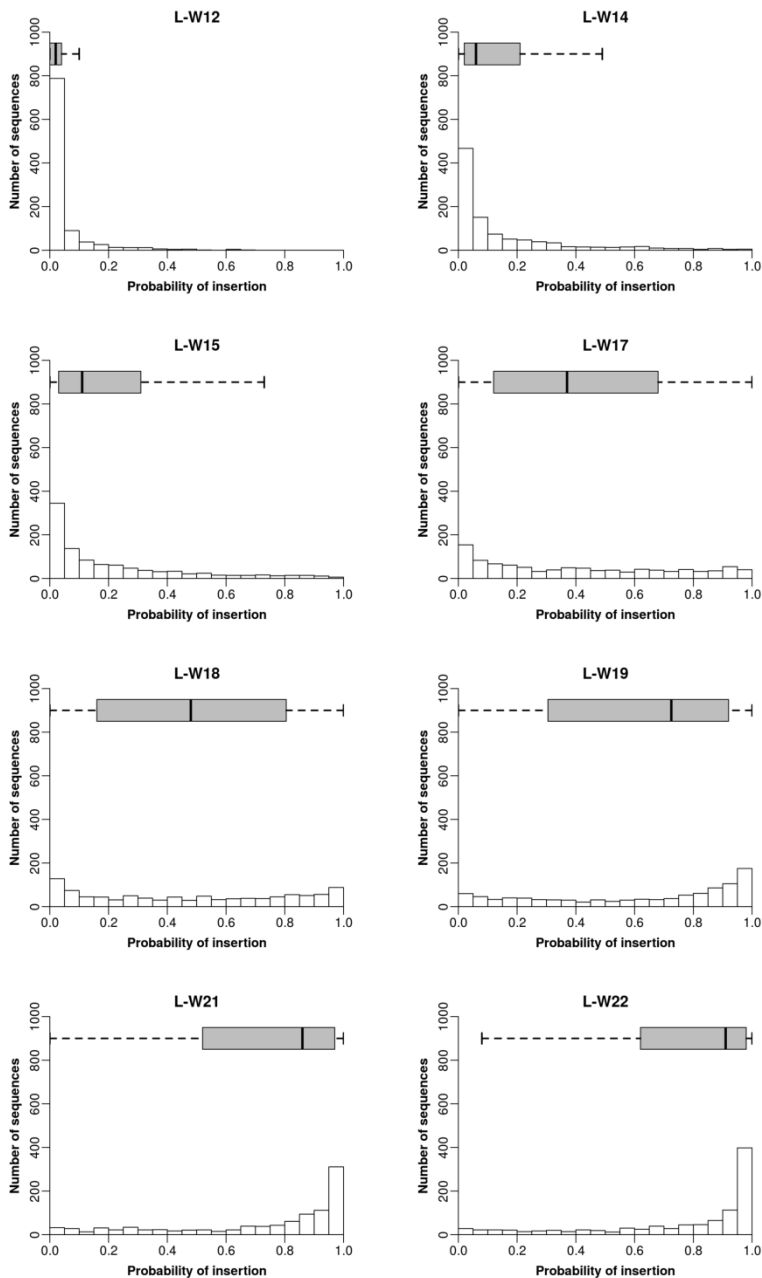 L-W12
Number of sequences
0 200 400 600 800 1000
0.0 0.2 0.4 0.6 0.8 1.0
Probability of insertion
L-W14
Number of sequences
0 200 400 600 800 1000
0.0 0.2 0.4 0.6 0.8 1.0
Probability of insertion
L-W15
Number of sequences
0 200 400 600 800 1000
0.0 0.2 0.4 0.6 0.8 1.0
Probability of insertion
L-W17
Number of sequences
0 200 400 600 800 1000
0.0 0.2 0.4 0.6 0.8 1.0
Probability of insertion
L-W18
Number of sequences
0 200 400 600 800 1000
0.0 0.2 0.4 0.6 0.8 1.0
Probability of insertion
L-W19
Number of sequences
0 200 400 600 800 1000
0.0 0.2 0.4 0.6 0.8 1.0
Probability of insertion
L-W21
Number of sequences
0 200 400 600 800 1000
0.0 0.2 0.4 0.6 0.8 1.0
Probability of insertion
L-W22
Number of sequences
0 200 400 600 800 1000
0.0 0.2 0.4 0.6 0.8 1.0
Probability of insertion